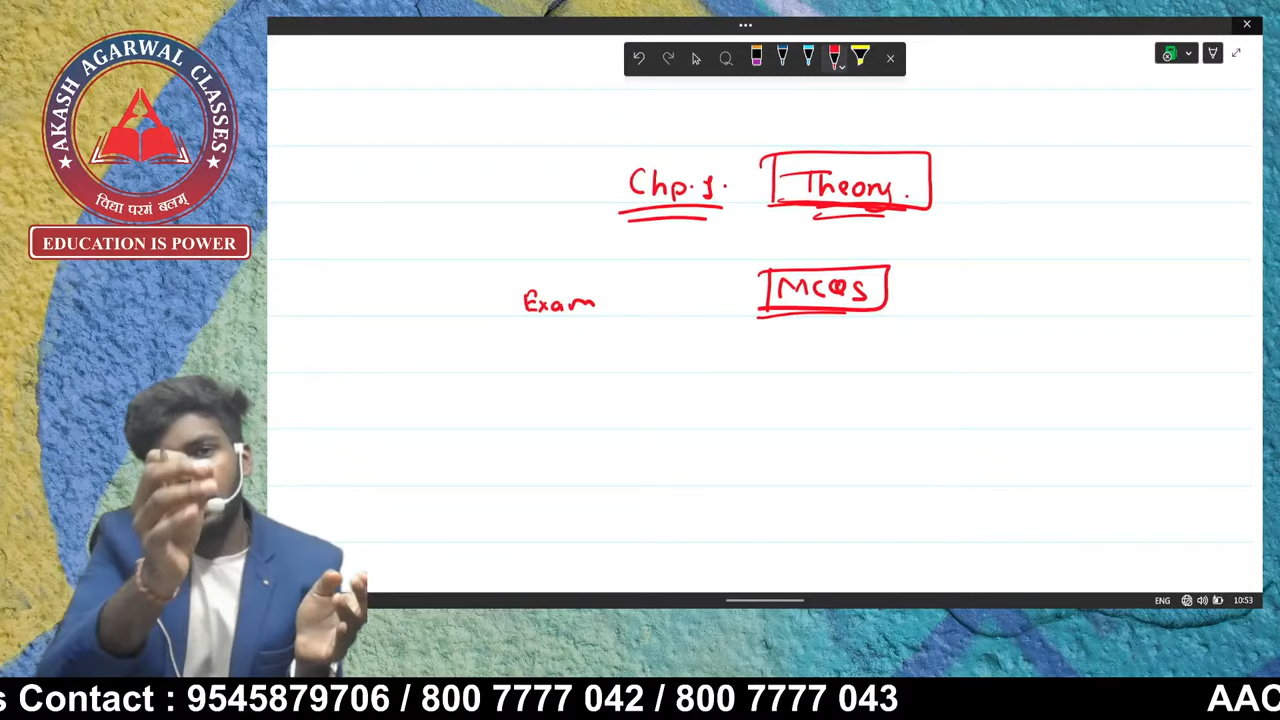 AKASH AGARWAL CLASSES
विद्या परमं बलम्
EDUCATION IS POWER
Chp. 1. Theory.
Exam MCQS
ENG 10:53
s Contact : 9545879706 / 800 7777 042 / 800 7777 043 AAC